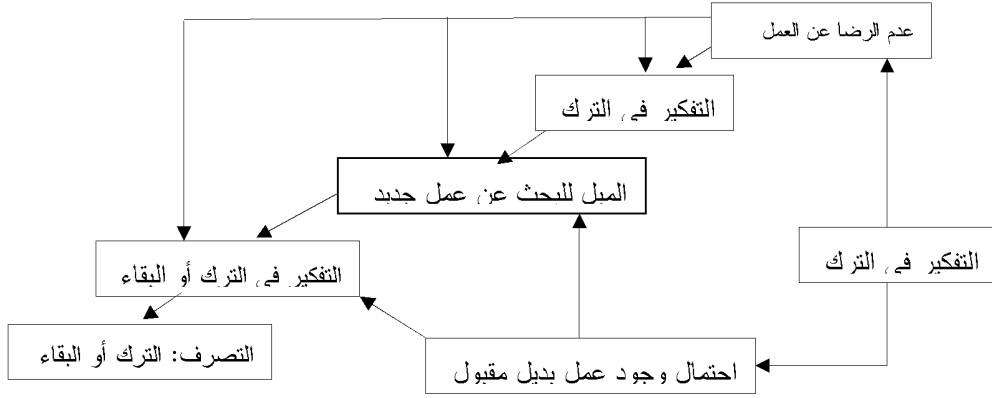 عدم الرضا عن العمل
التفكير في الترك
الميل للبحث عن عمل جديد
التفكير في الترك
التفكير في الترك أو البقاء
التصرف: الترك أو البقاء
احتمال وجود عمل بديل مقبول